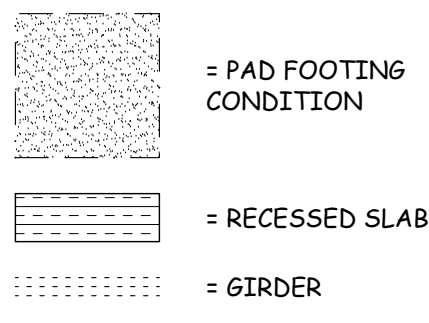 = PAD FOOTING
CONDITION
= RECESSED SLAB
= GIRDER